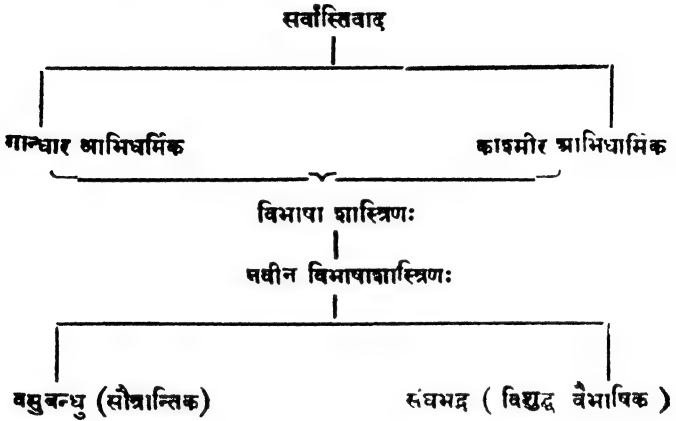 सर्वास्तिवाद
गान्धार आभिधर्मिक काश्मीर आभिधार्मिक
विभाषा शास्त्रिणः
नवीन विभाषाशास्त्रिणः
वसुबन्धु (सौत्रान्तिक) संघभद्र ( विशुद्ध वैभाषिक )